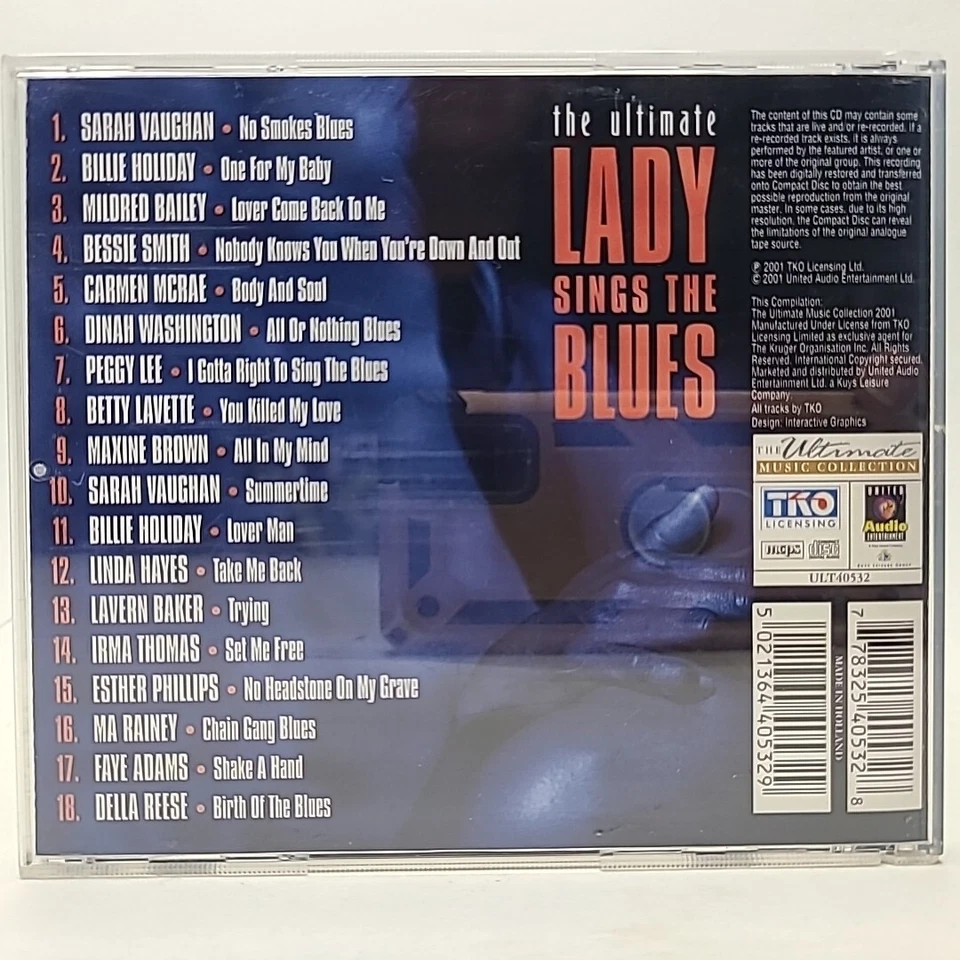 1. SARAH VAUGHAN • No Smokes Blues
2. BILLIE HOLIDAY • One For My Baby
3. MILDRED BAILEY • Lover Come Back To Me
4. BESSIE SMITH • Nobody Knows You When You're Down And Out
5. CARMEN MCRAE • Body And Soul
6. DINAH WASHINGTON • All Or Nothing Blues
7. PEGGY LEE • I Gotta Right To Sing The Blues
8. BETTY LAVETTE • You Killed My Love
9. MAXINE BROWN • All In My Mind
10. SARAH VAUGHAN • Summertime
11. BILLIE HOLIDAY • Lover Man
12. LINDA HAYES • Take Me Back
13. LAVERN BAKER • Trying
14. IRMA THOMAS • Set Me Free
15. ESTHER PHILLIPS • No Headstone On My Grave
16. MA RAINEY • Chain Gang Blues
17. FAYE ADAMS • Shake A Hand
18. DELLA REESE • Birth Of The Blues
the ultimate
LADY
SINGS THE
BLUES
The content of this CD may contain some
tracks that are live and/or re-recorded. If a
re-recorded track exists, it is always
performed by the featured artist, or one or
more of the original group. This recording
has been digitally restored and transferred
onto Compact Disc to obtain the best
possible reproduction from the original
master. In some cases, due to its high
resolution, the Compact Disc can reveal
the limitations of the original analogue
tape source.
℗ 2001 TKO Licensing Ltd.
© 2001 United Audio Entertainment Ltd.
This Compilation:
The Ultimate Music Collection 2001
Manufactured Under License from TKO
Licensing Limited as exclusive agent for
The Kruger Organisation Inc. All Rights
Reserved. International Copyright secured.
Marketed and distributed by United Audio
Entertainment Ltd. a Kuys Leisure
Company.
All tracks by TKO
Design: Interactive Graphics
THE Ultimate
MUSIC COLLECTION
TKO
LICENSING
UNITED
Audio
ENTERTAINMENT
mcps
disc
ULT40532
5 021364 405329
MADE IN HOLLAND
7 78325 40532 8